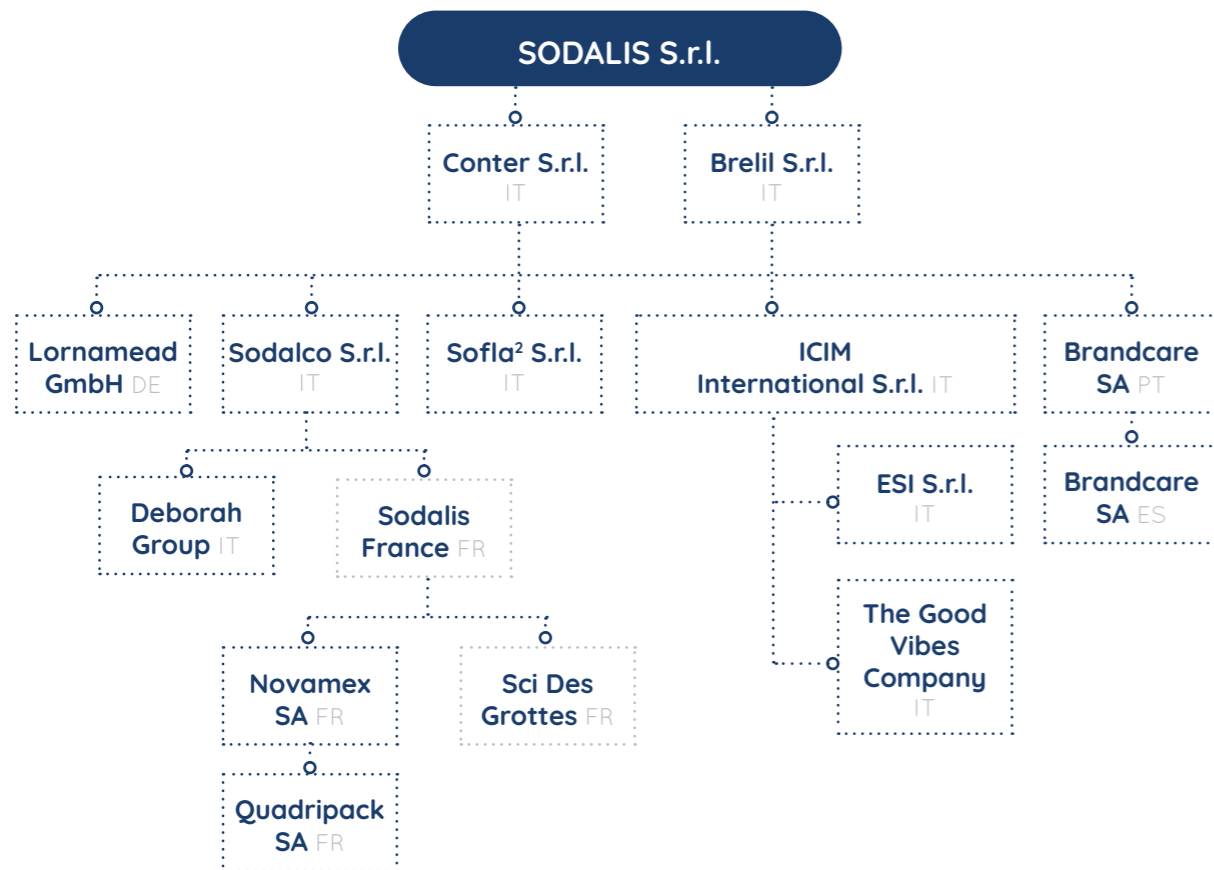 SODALIS S.r.l.
Conter S.r.l.
IT
Brelil S.r.l.
IT
Lornamead
GmbH DE
Sodalco S.r.l.
IT
Sofla² S.r.l.
IT
ICIM
International S.r.l. IT
Brandcare
SA PT
Deborah
Group IT
Sodalis
France FR
ESI S.r.l.
IT
Brandcare
SA ES
The Good
Vibes
Company
IT
Novamex
SA FR
Sci Des
Grottes FR
Quadripack
SA FR